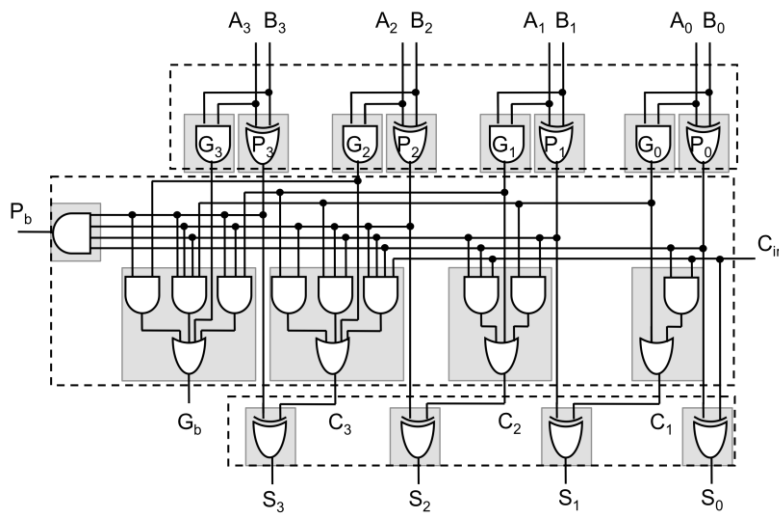 A3 B3 A2 B2 A1 B1 A0 B0
G3 P3 G2 P2 G1 P1 G0 P0
Pb
Cin
Gb C3 C2 C1
S3 S2 S1 S0